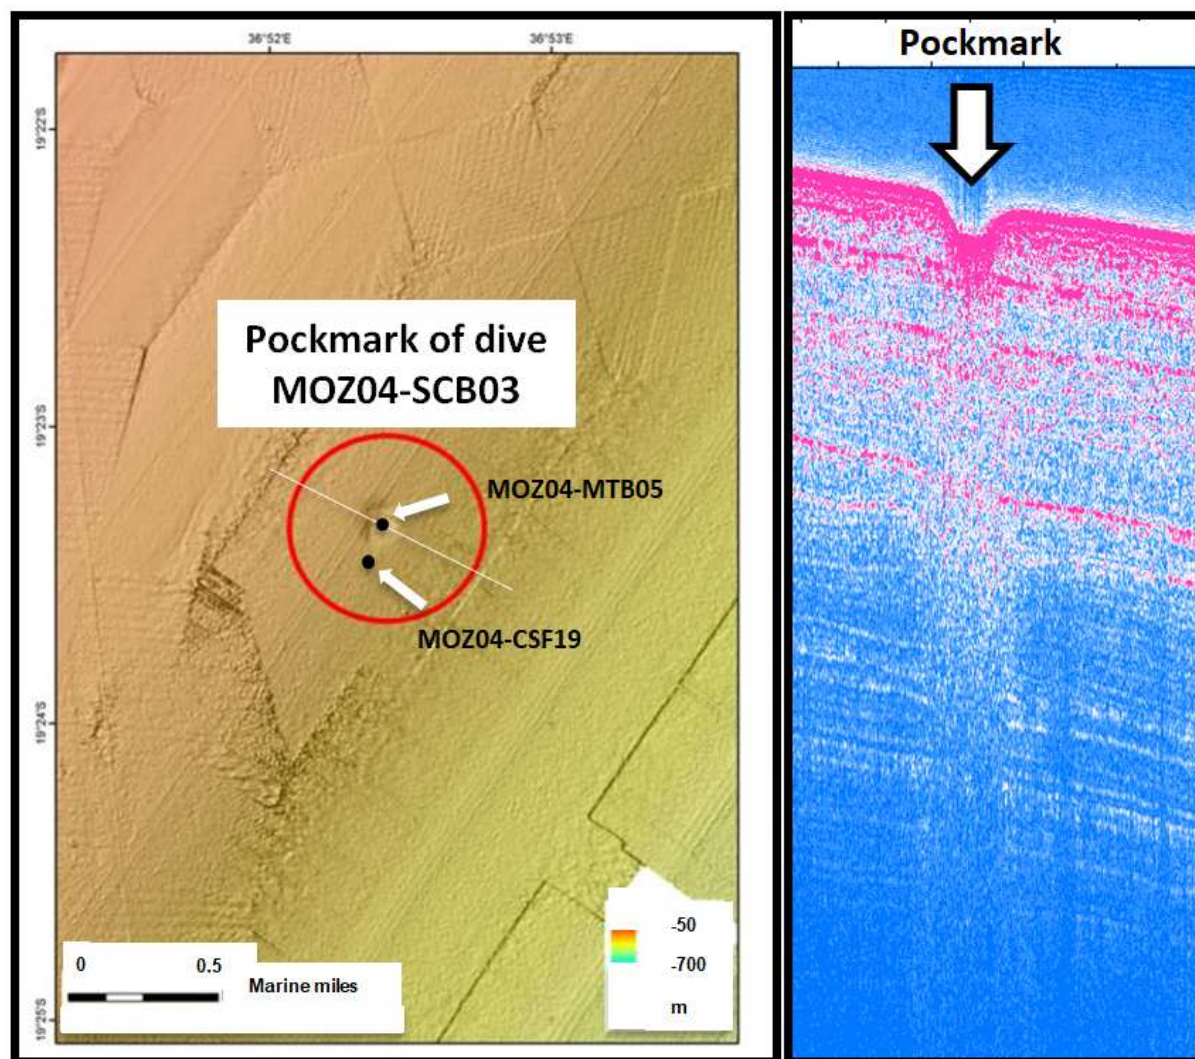 36°52'E 36°53'E
19°22'S
Pockmark of dive
MOZ04-SCB03
19°23'S
MOZ04-MTB05
MOZ04-CSF19
19°24'S
-50
-700
m
0 0.5 Marine miles
19°25'S
Pockmark